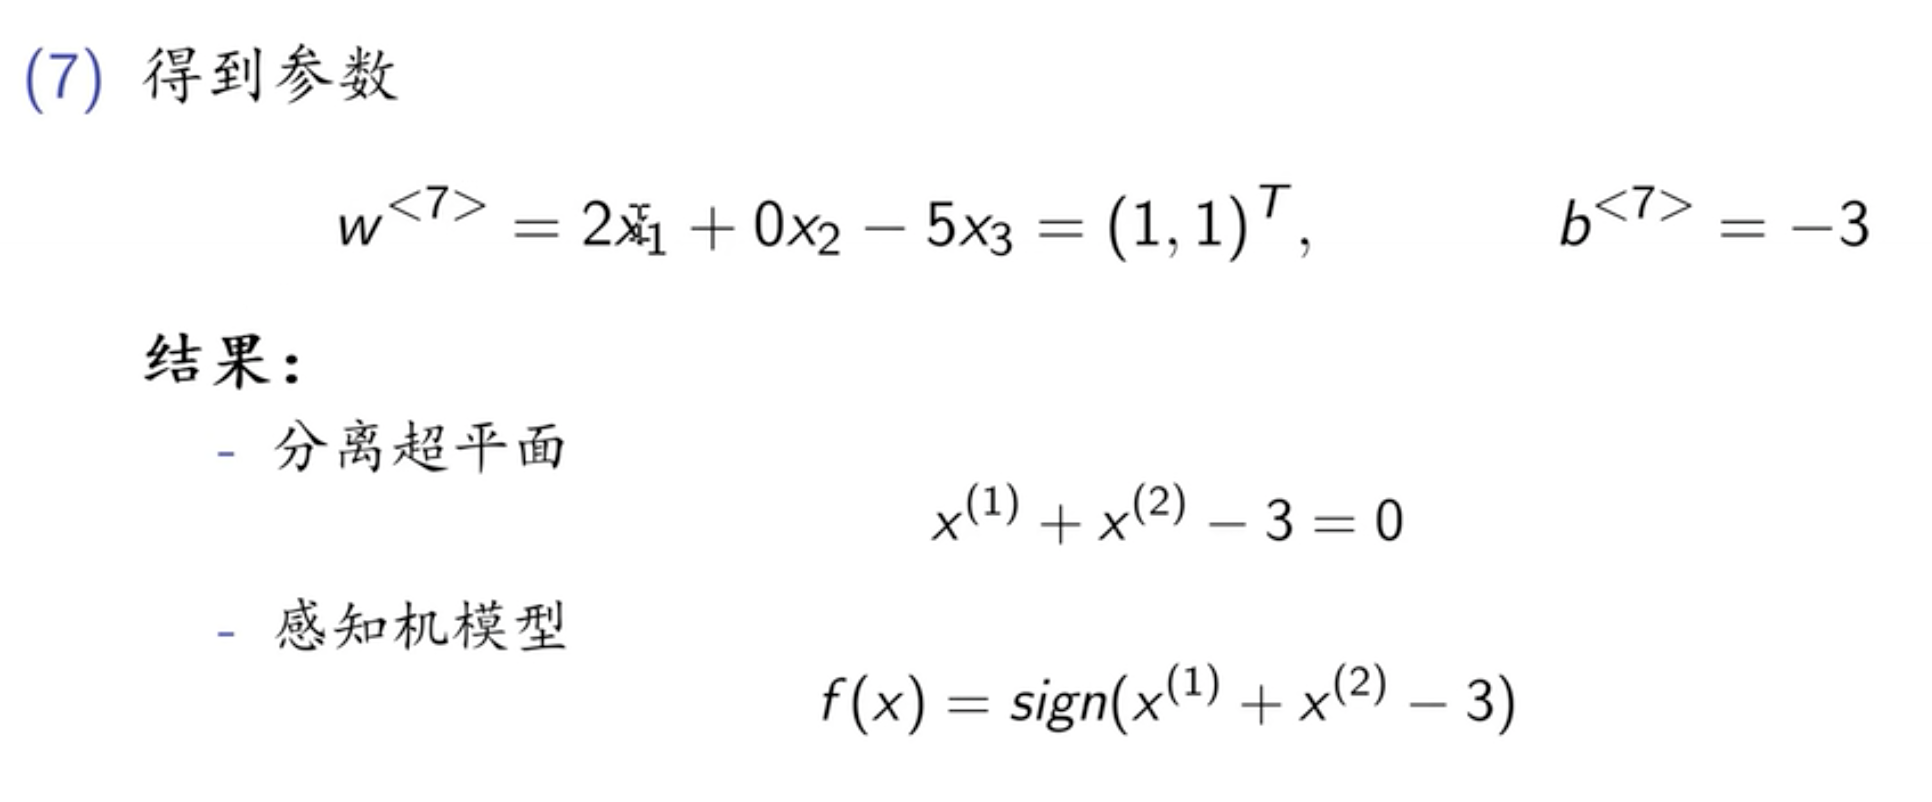 (7) 得到参数
w^{<7>} = 2x_1 + 0x_2 − 5x_3 = (1, 1)^T, b^{<7>} = −3
结果：
- 分离超平面
x^{(1)} + x^{(2)} − 3 = 0
- 感知机模型
f(x) = sign(x^{(1)} + x^{(2)} − 3)